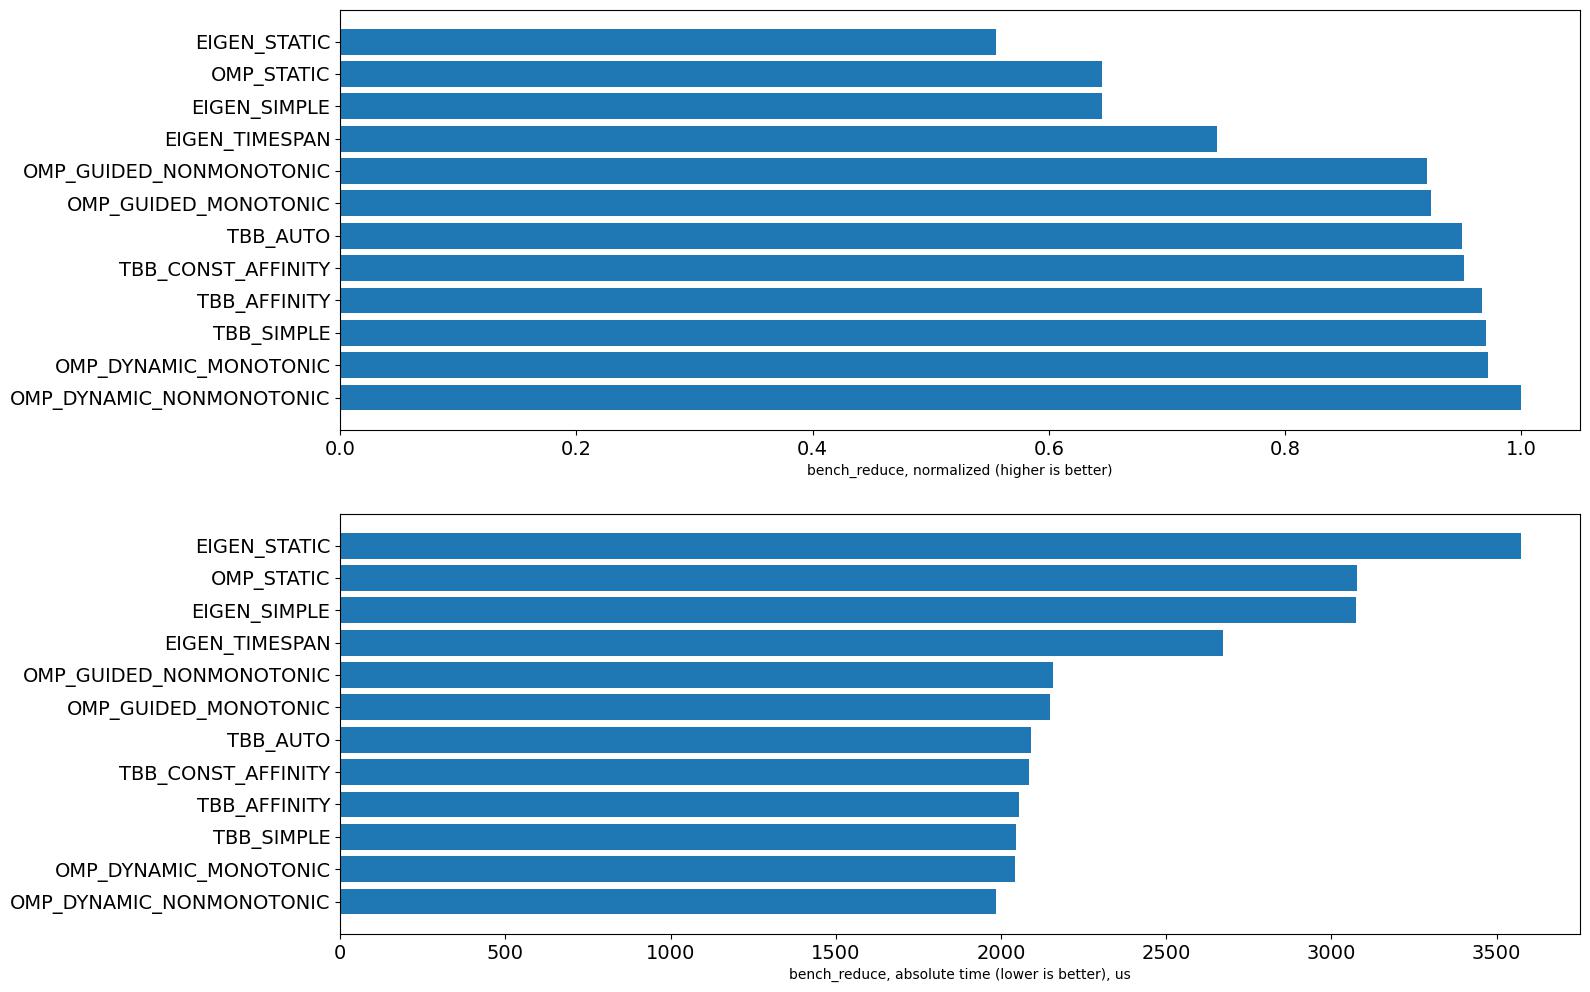 EIGEN_STATIC
OMP_STATIC
EIGEN_SIMPLE
EIGEN_TIMESPAN
OMP_GUIDED_NONMONOTONIC
OMP_GUIDED_MONOTONIC
TBB_AUTO
TBB_CONST_AFFINITY
TBB_AFFINITY
TBB_SIMPLE
OMP_DYNAMIC_MONOTONIC
OMP_DYNAMIC_NONMONOTONIC
0.0 0.2 0.4 0.6 0.8 1.0
bench_reduce, normalized (higher is better)
EIGEN_STATIC
OMP_STATIC
EIGEN_SIMPLE
EIGEN_TIMESPAN
OMP_GUIDED_NONMONOTONIC
OMP_GUIDED_MONOTONIC
TBB_AUTO
TBB_CONST_AFFINITY
TBB_AFFINITY
TBB_SIMPLE
OMP_DYNAMIC_MONOTONIC
OMP_DYNAMIC_NONMONOTONIC
0 500 1000 1500 2000 2500 3000 3500
bench_reduce, absolute time (lower is better), us